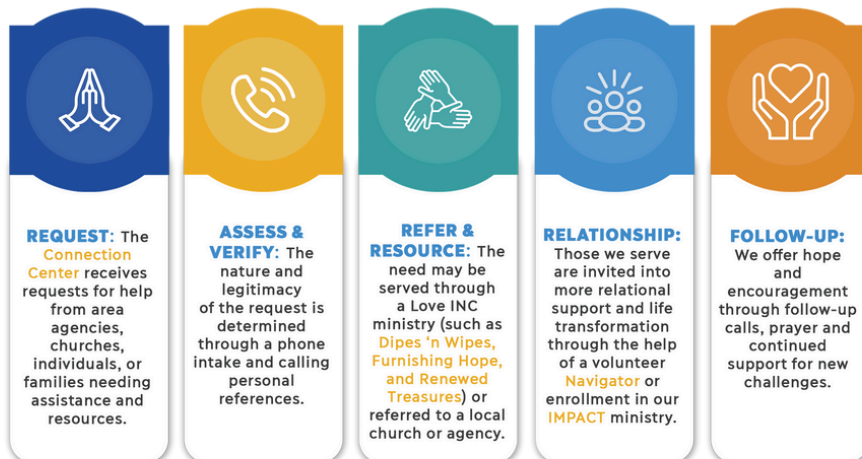 REQUEST: The
Connection
Center receives
requests for help
from area
agencies,
churches,
individuals, or
families needing
assistance and
resources.
ASSESS &
VERIFY: The
nature and
legitimacy
of the request is
determined
through a phone
intake and calling
personal
references.
REFER &
RESOURCE: The
need may be
served through
a Love INC
ministry (such as
Dipes 'n Wipes,
Furnishing Hope,
and Renewed
Treasures) or
referred to a local
church or agency.
RELATIONSHIP:
Those we serve
are invited into
more relational
support and life
transformation
through the help
of a volunteer
Navigator or
enrollment in our
IMPACT ministry.
FOLLOW-UP:
We offer hope
and
encouragement
through follow-up
calls, prayer and
continued
support for new
challenges.